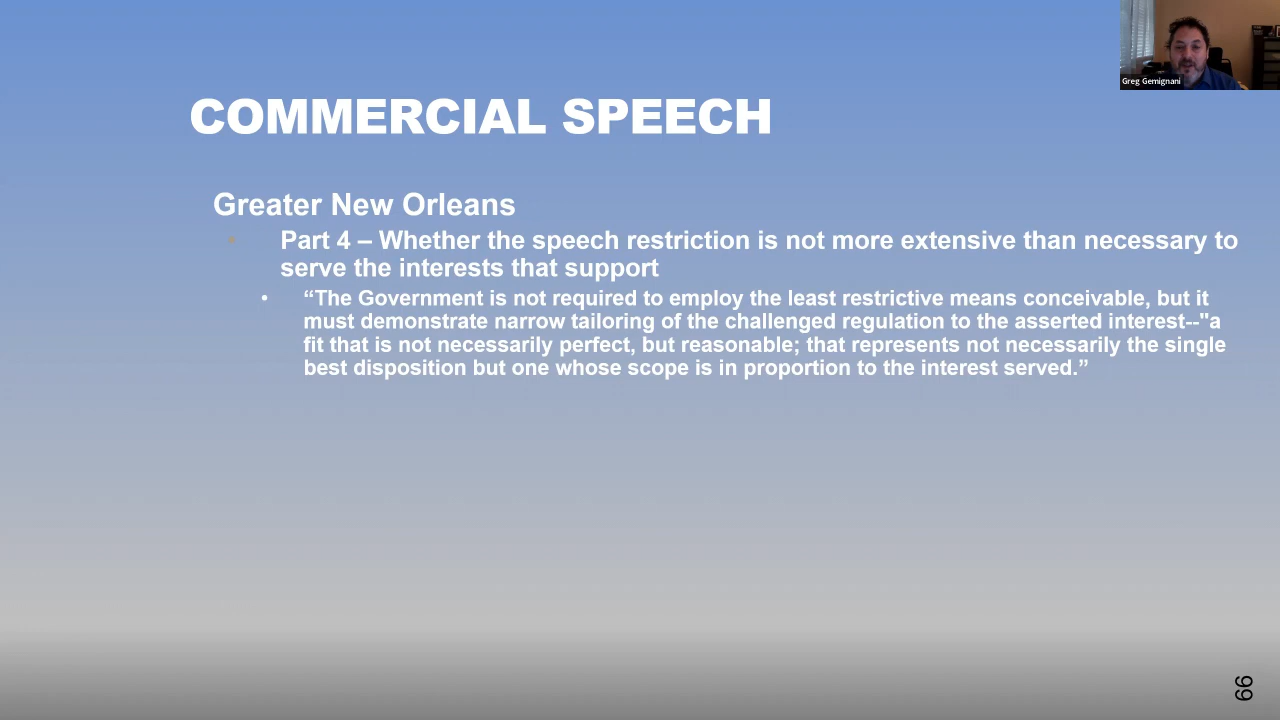 Greg Gemignani
COMMERCIAL SPEECH
Greater New Orleans
• Part 4 – Whether the speech restriction is not more extensive than necessary to
serve the interests that support
• “The Government is not required to employ the least restrictive means conceivable, but it
must demonstrate narrow tailoring of the challenged regulation to the asserted interest--"a
fit that is not necessarily perfect, but reasonable; that represents not necessarily the single
best disposition but one whose scope is in proportion to the interest served.”
66